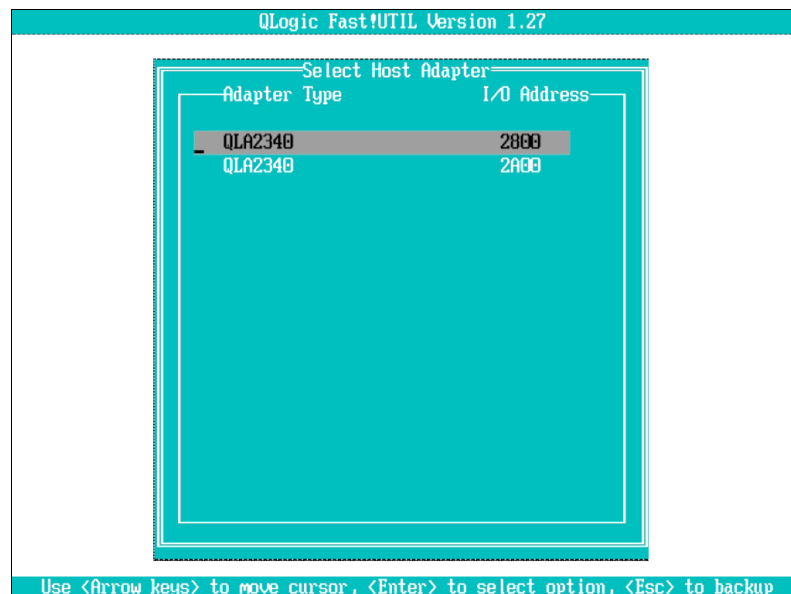 QLogic Fast!UTIL Version 1.27
Select Host Adapter
Adapter Type I/O Address
QLA2340 2800
QLA2340 2A00
Use <Arrow keys> to move cursor, <Enter> to select option, <Esc> to backup